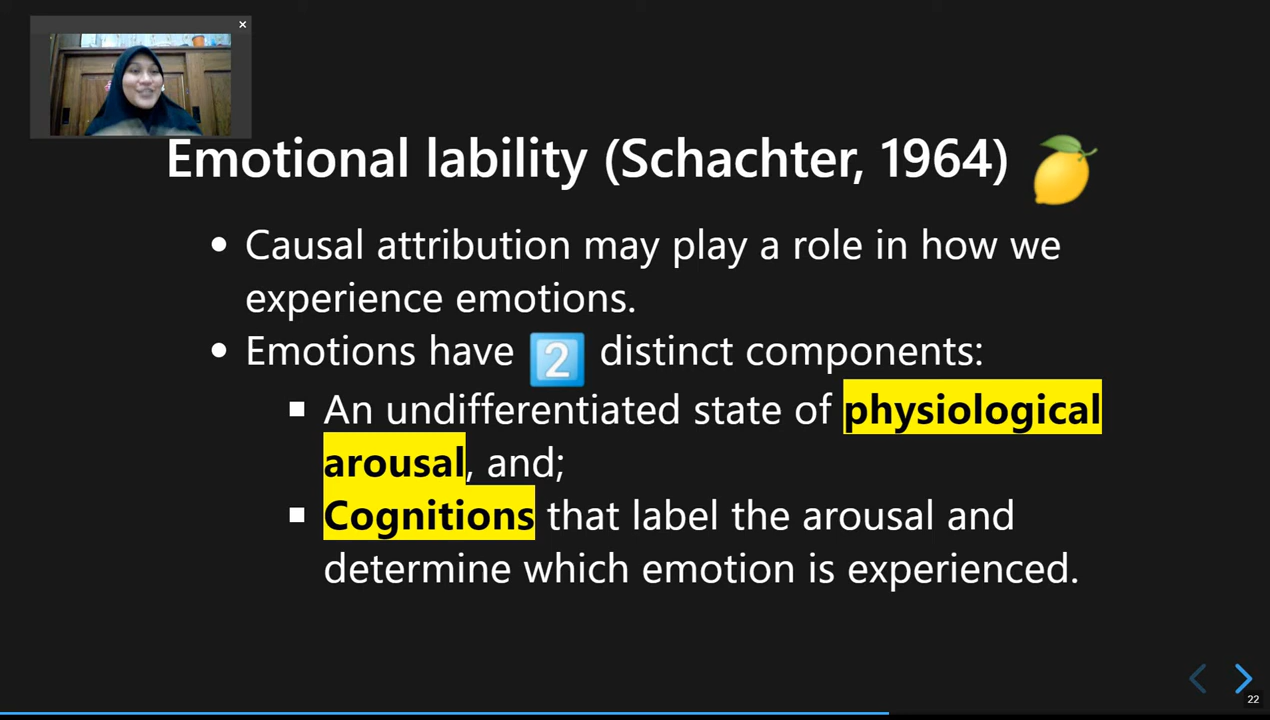 ×
Emotional lability (Schachter, 1964) 🍋
• Causal attribution may play a role in how we
experience emotions.
• Emotions have 2️⃣ distinct components:
▪ An undifferentiated state of physiological
arousal, and;
▪ Cognitions that label the arousal and
determine which emotion is experienced.
22